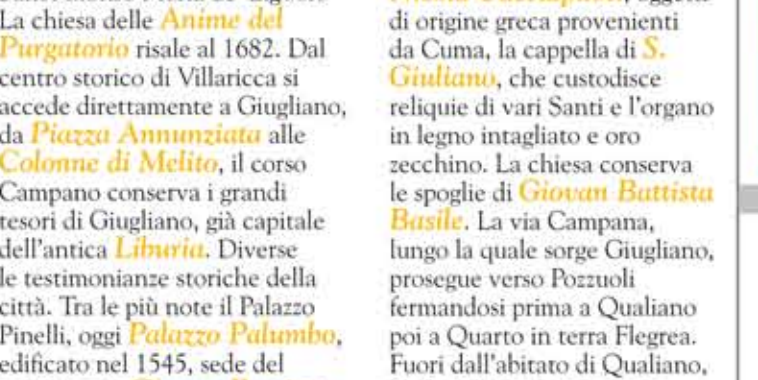 La chiesa delle Anime del
Purgatorio risale al 1682. Dal
centro storico di Villaricca si
accede direttamente a Giugliano,
da Piazza Annunziata alle
Colonne di Melito, il corso
Campano conserva i grandi
tesori di Giugliano, già capitale
dell'antica Liburia. Diverse
le testimonianze storiche della
città. Tra le più note il Palazzo
Pinelli, oggi Palazzo Palumbo,
edificato nel 1545, sede del
di origine greca provenienti
da Cuma, la cappella di S.
Giuliano, che custodisce
reliquie di vari Santi e l'organo
in legno intagliato e oro
zecchino. La chiesa conserva
le spoglie di Giovan Battista
Basile. La via Campana,
lungo la quale sorge Giugliano,
prosegue verso Pozzuoli
fermandosi prima a Qualiano
poi a Quarto in terra Flegrea.
Fuori dall'abitato di Qualiano,